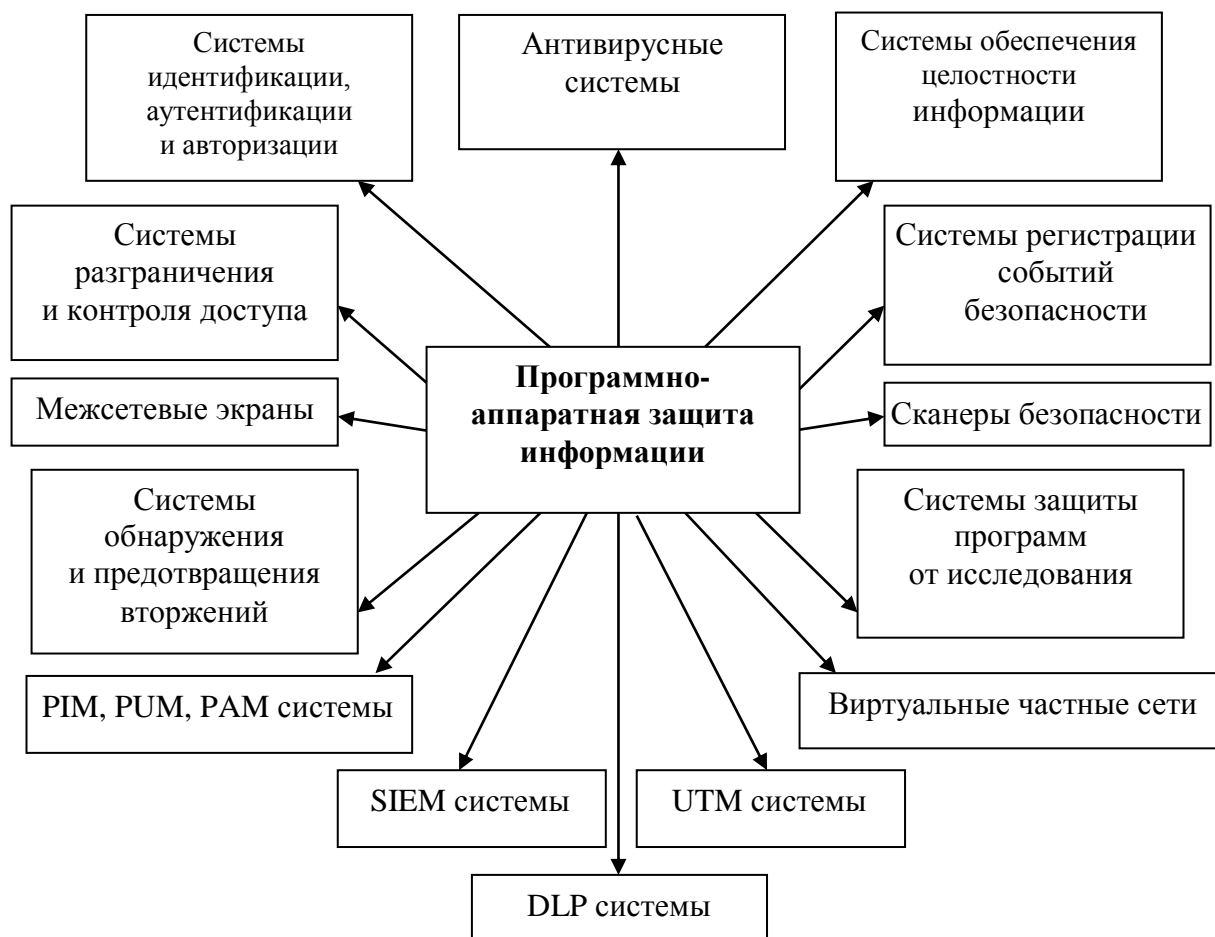 Системы
идентификации,
аутентификации
и авторизации
Антивирусные
системы
Системы обеспечения
целостности
информации
Системы
разграничения
и контроля доступа
Системы регистрации
событий
безопасности
Программно-
аппаратная защита
информации
Межсетевые экраны
Сканеры безопасности
Системы
обнаружения
и предотвращения
вторжений
Системы защиты
программ
от исследования
PIM, PUM, PAM системы
Виртуальные частные сети
SIEM системы
UTM системы
DLP системы